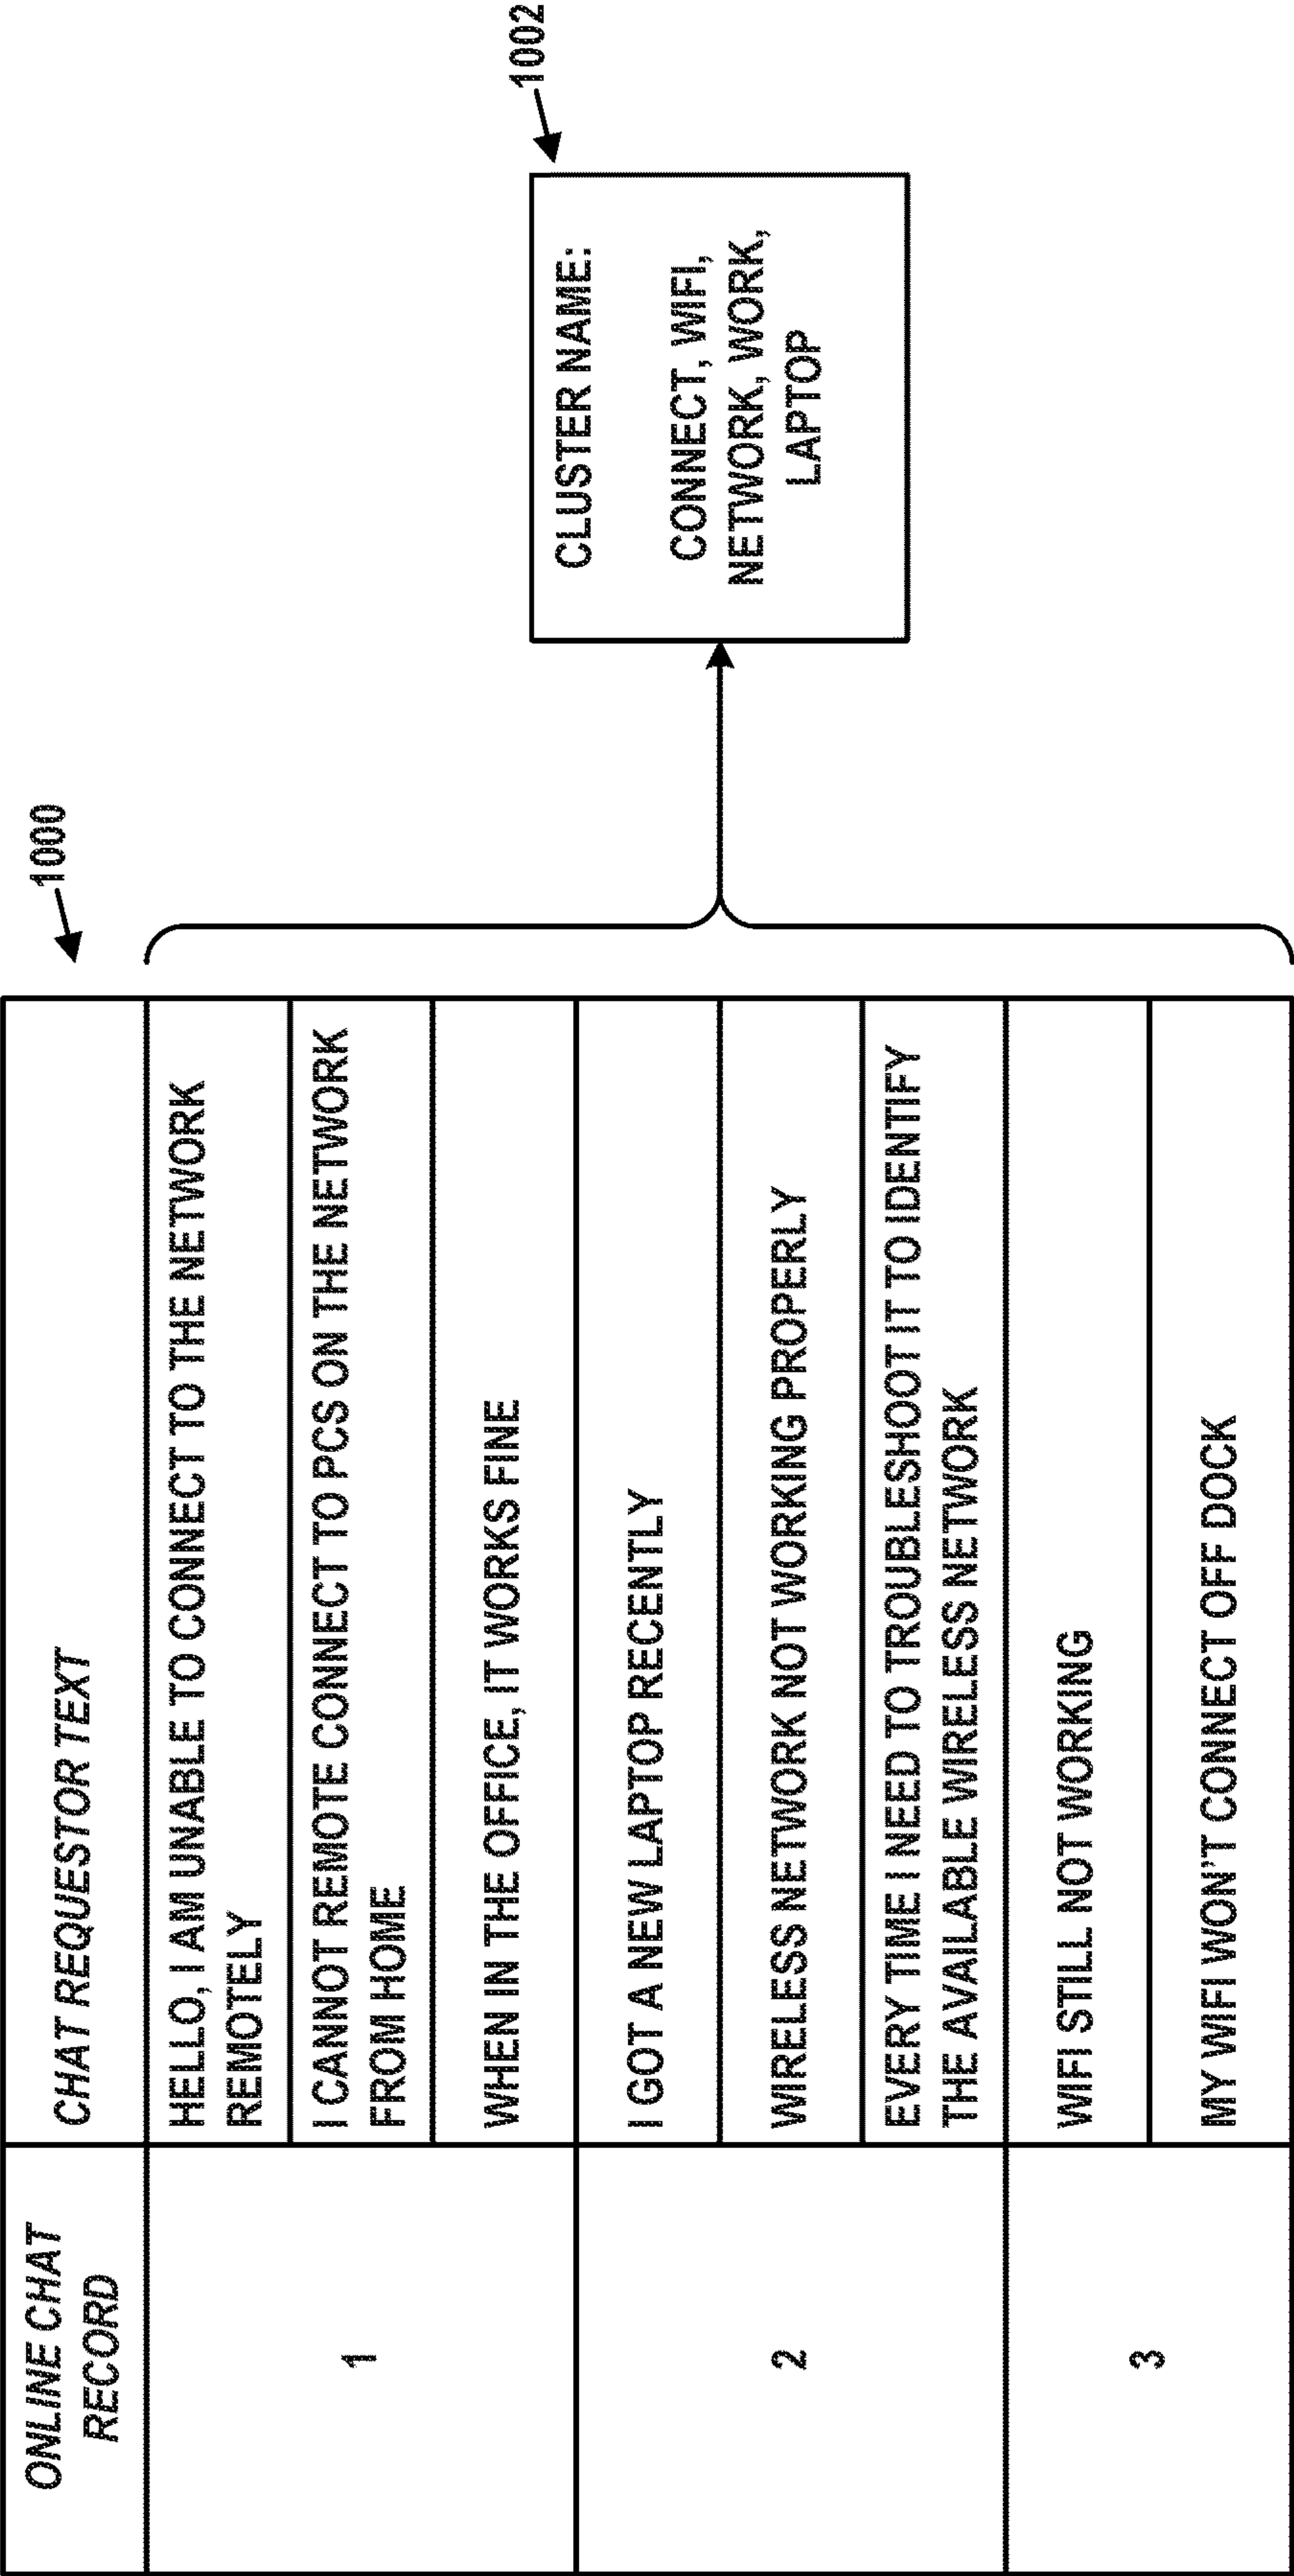 1000
ONLINE CHAT
RECORD
CHAT REQUESTOR TEXT
1
HELLO, I AM UNABLE TO CONNECT TO THE NETWORK
REMOTELY
I CANNOT REMOTE CONNECT TO PCS ON THE NETWORK
FROM HOME
WHEN IN THE OFFICE, IT WORKS FINE
2
I GOT A NEW LAPTOP RECENTLY
WIRELESS NETWORK NOT WORKING PROPERLY
EVERY TIME I NEED TO TROUBLESHOOT IT TO IDENTIFY
THE AVAILABLE WIRELESS NETWORK
3
WIFI STILL NOT WORKING
MY WIFI WON'T CONNECT OFF DOCK
1002
CLUSTER NAME:
CONNECT, WIFI,
NETWORK, WORK,
LAPTOP